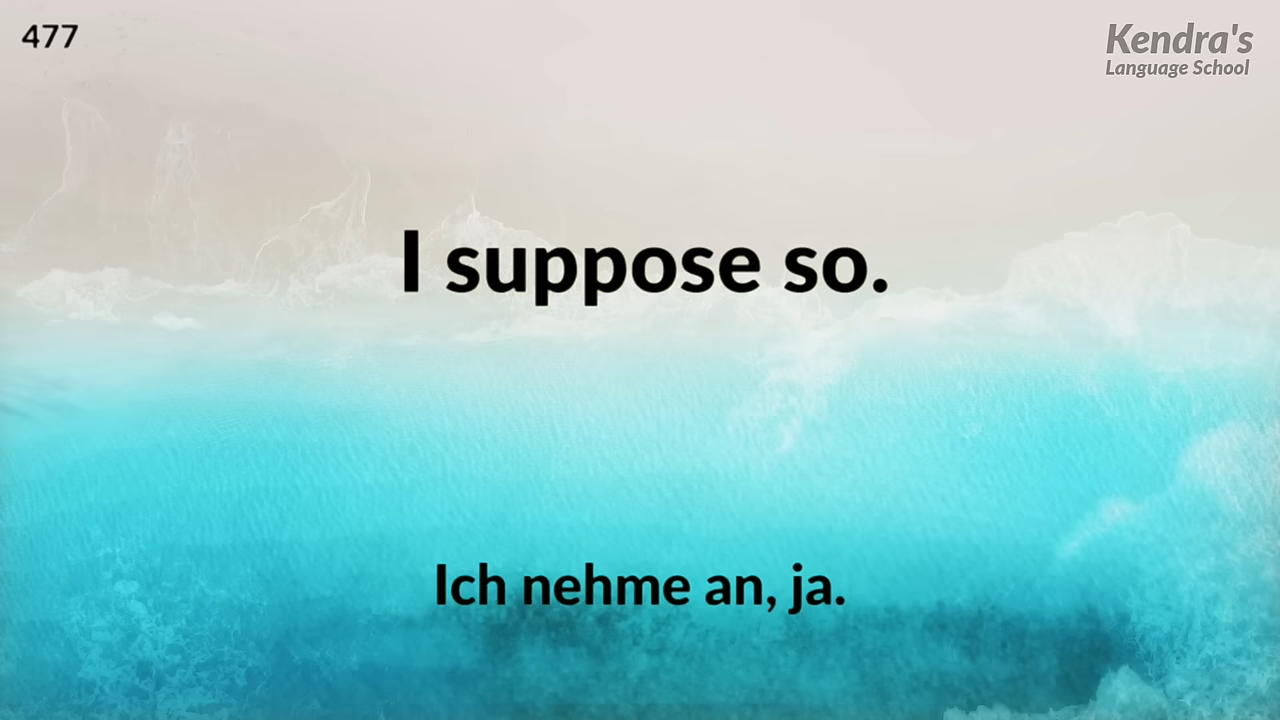 477
Kendra's
Language School
I suppose so.
Ich nehme an, ja.